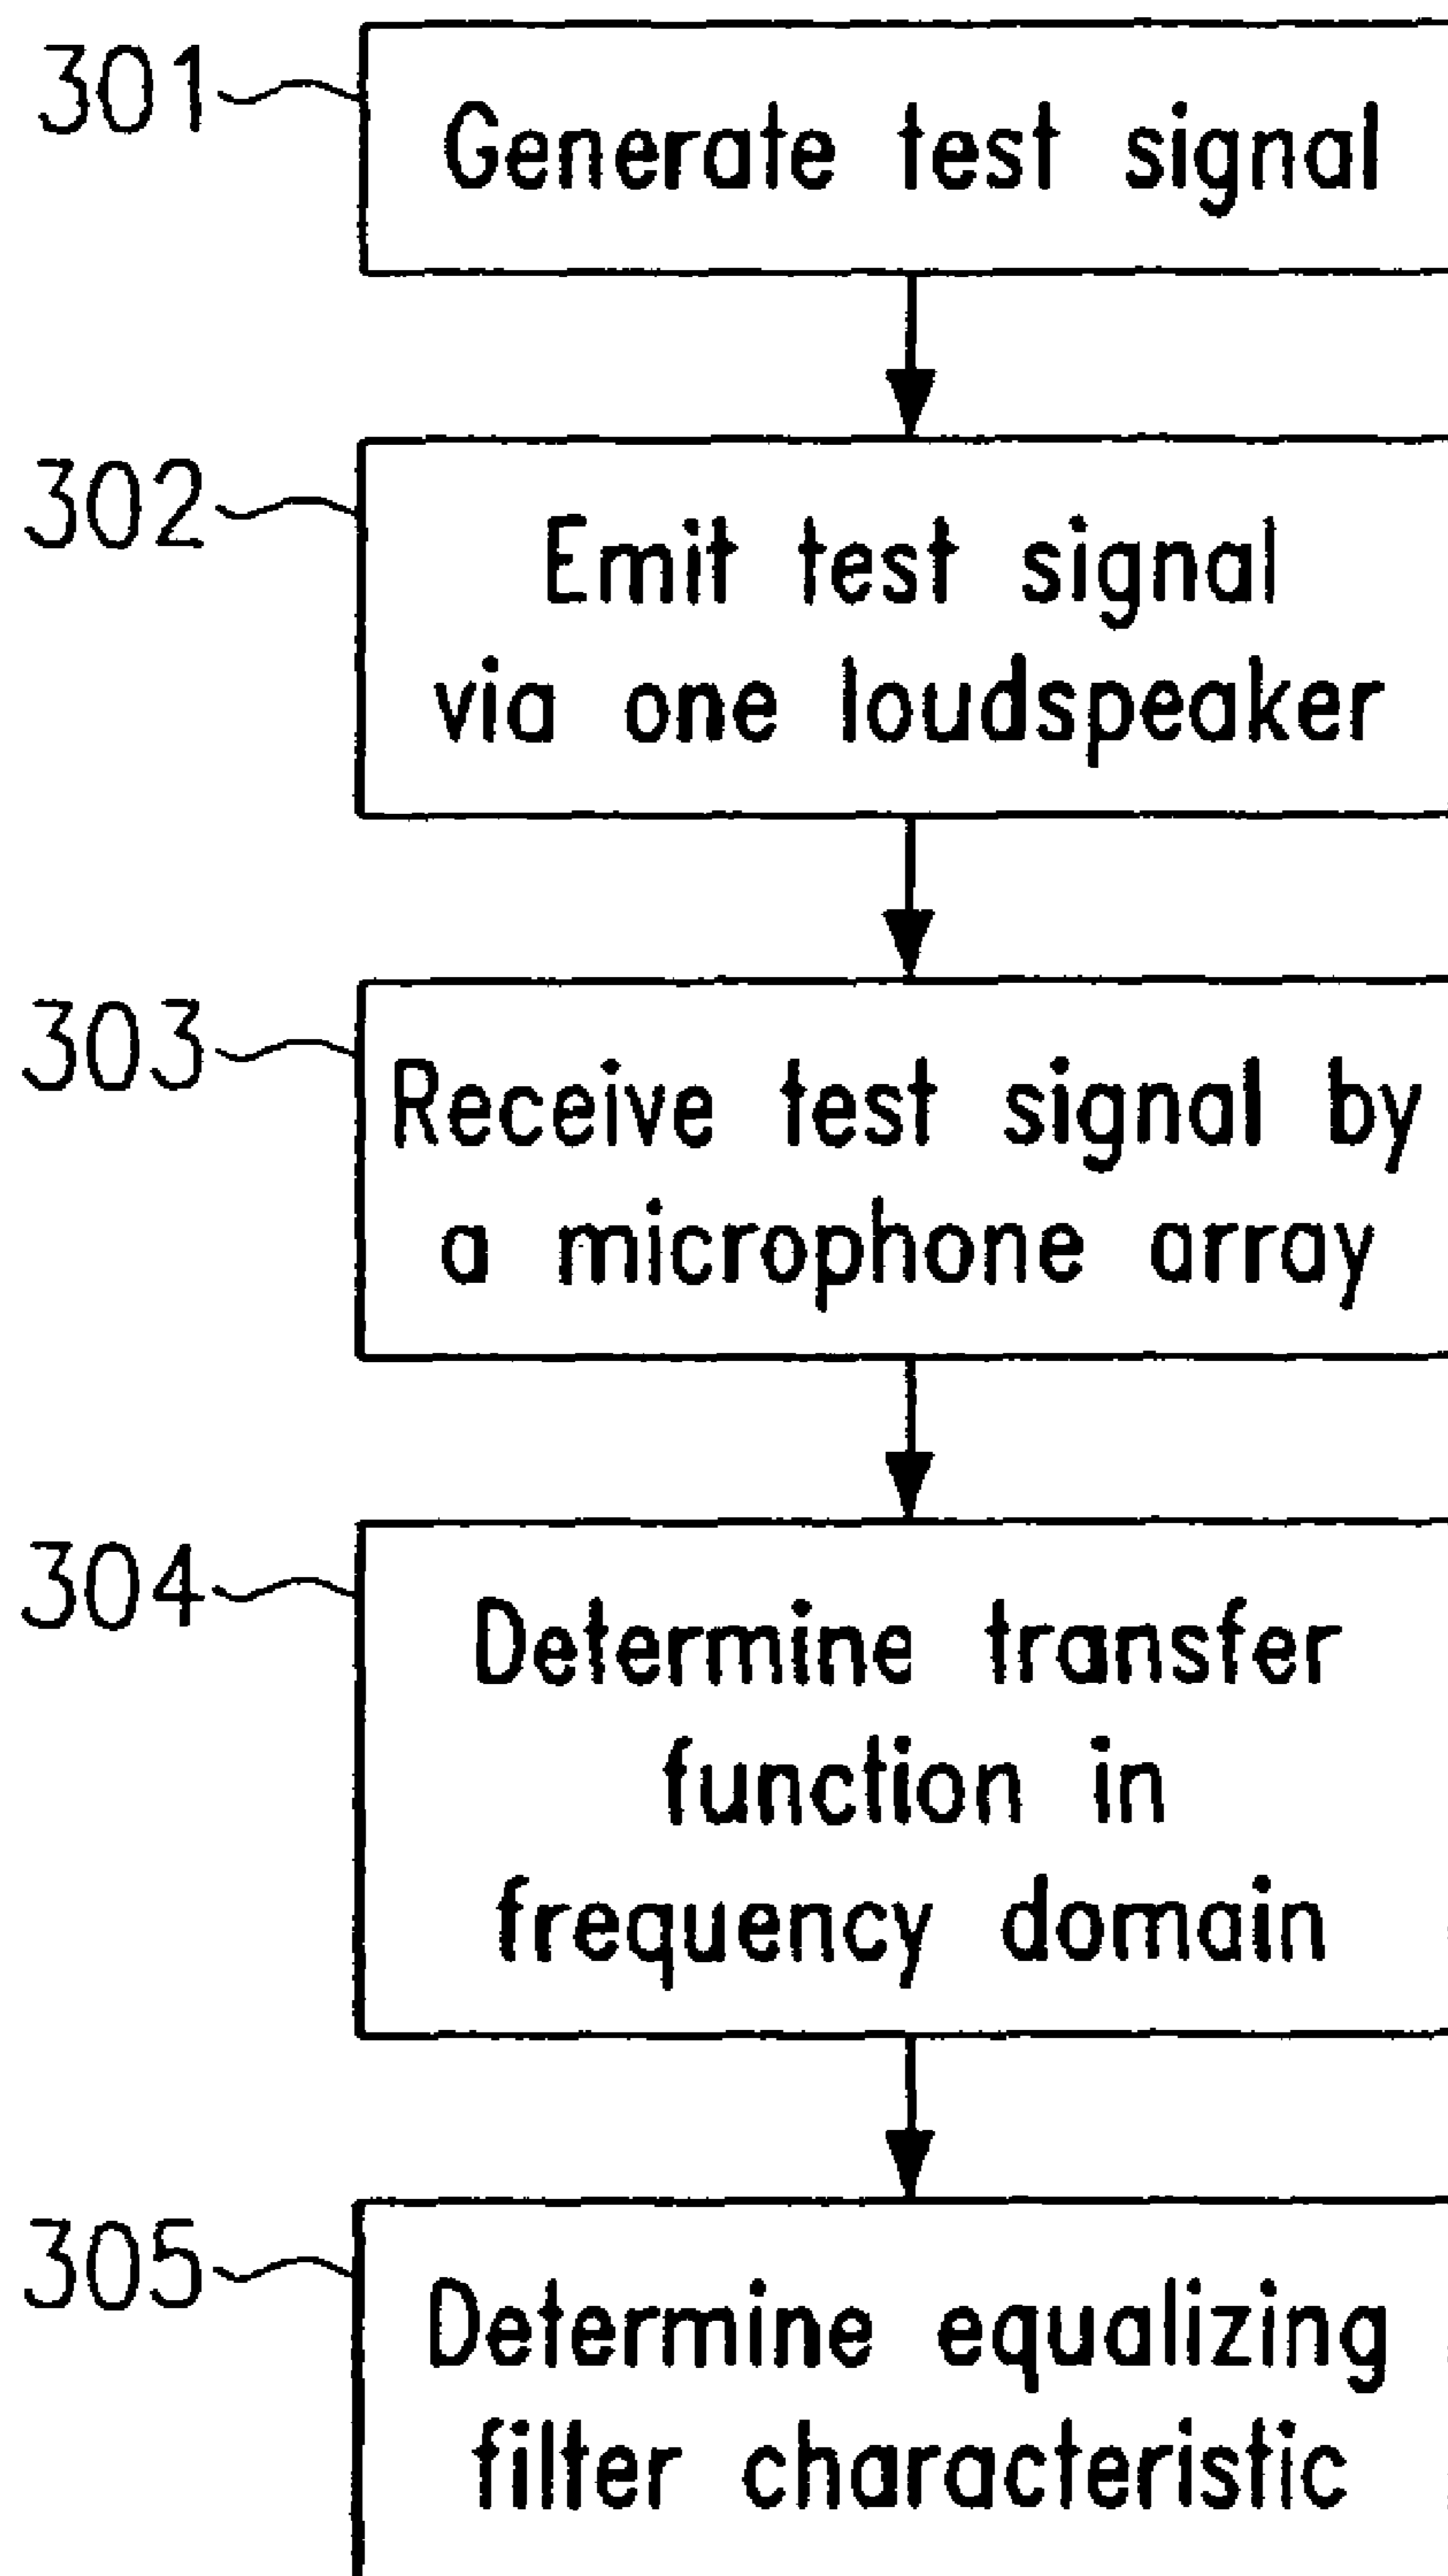 301
Generate test signal
302
Emit test signal
via one loudspeaker
303
Receive test signal by
a microphone array
304
Determine transfer
function in
frequency domain
305
Determine equalizing
filter characteristic